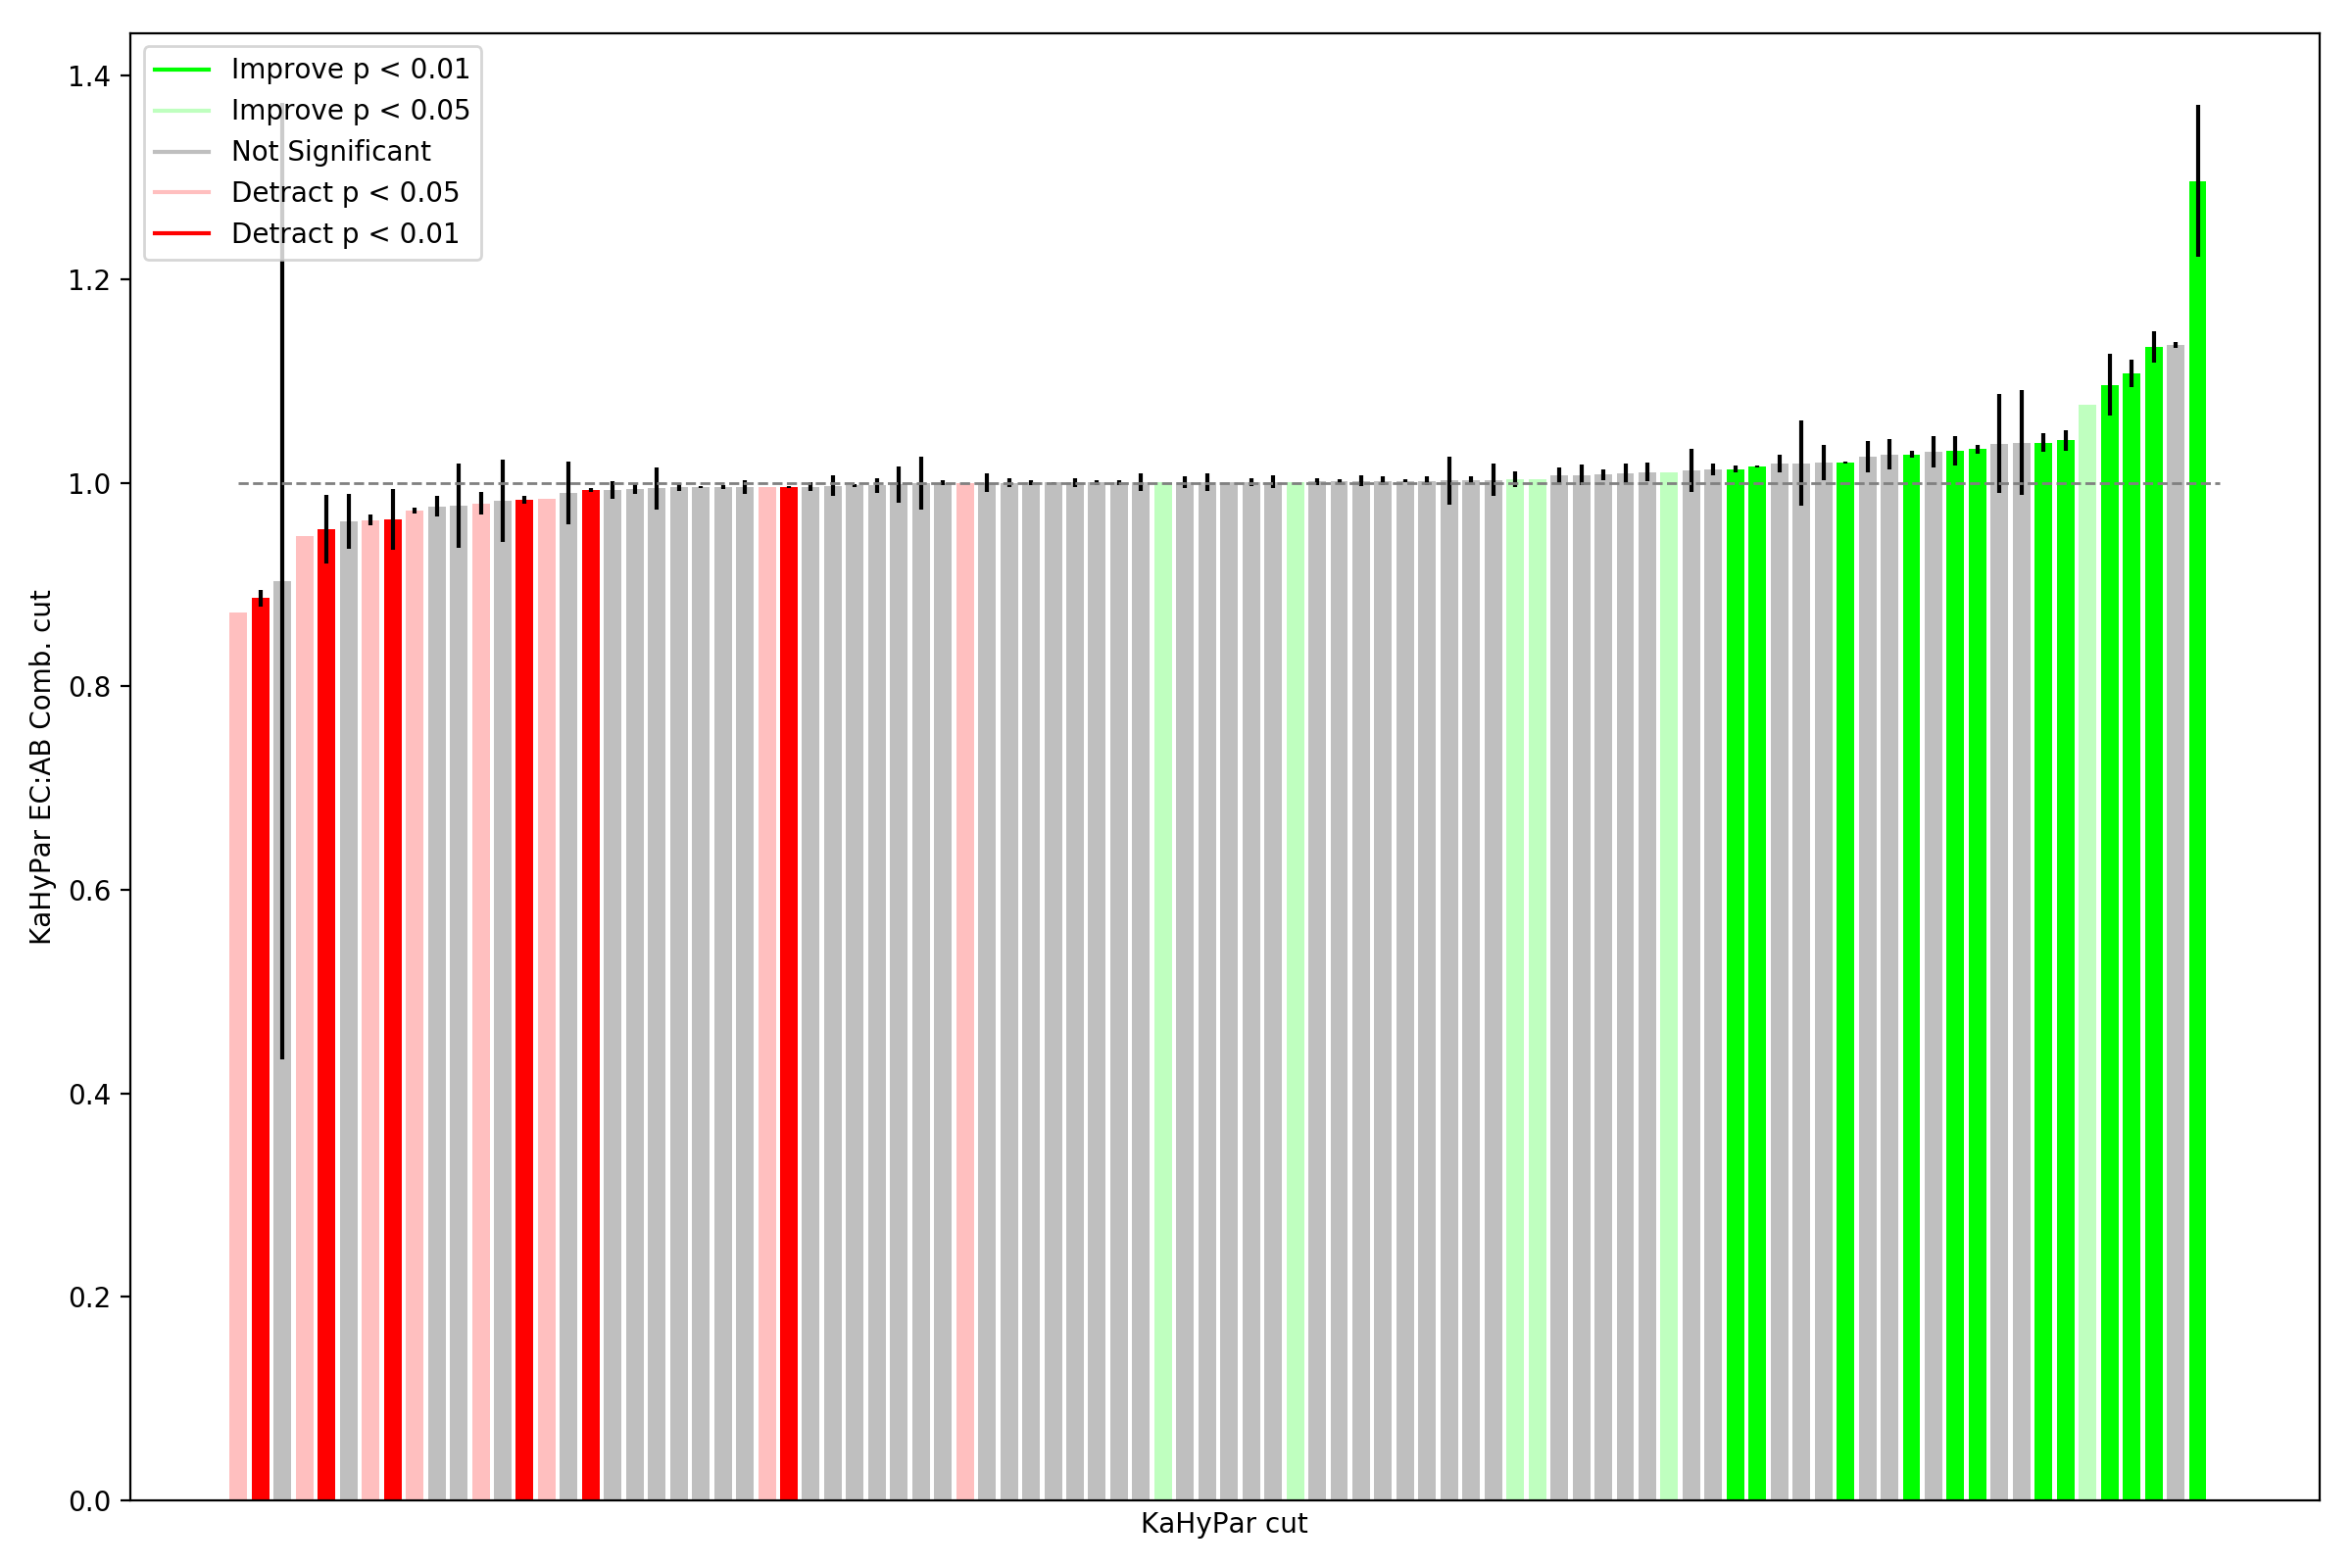 Improve p < 0.01
Improve p < 0.05
Not Significant
Detract p < 0.05
Detract p < 0.01
1.4
1.2
1.0
0.8
0.6
0.4
0.2
0.0
KaHyPar EC:AB Comb. cut
KaHyPar cut